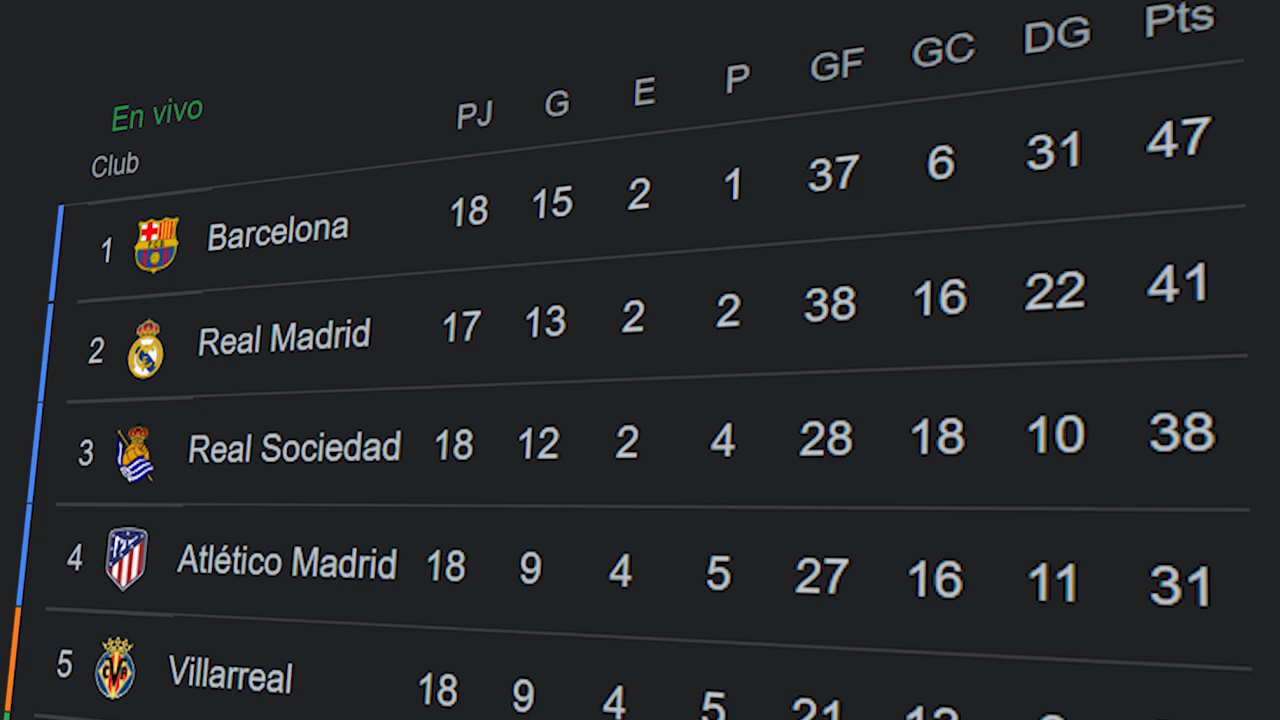 En vivo
Club PJ G E P GF GC DG Pts
1 Barcelona 18 15 2 1 37 6 31 47
2 Real Madrid 17 13 2 2 38 16 22 41
3 Real Sociedad 18 12 2 4 28 18 10 38
4 Atlético Madrid 18 9 4 5 27 16 11 31
5 Villarreal 18 9 4 5 21